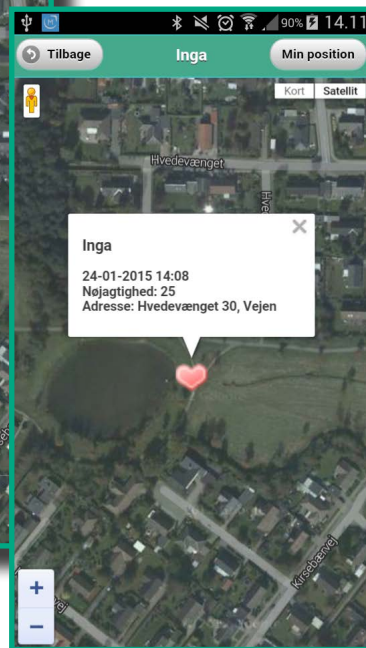 90% 14.11
Tilbage
Inga
Min position
Kort Satellit
Hvedevænget
Inga
24-01-2015 14:08
Nøjagtighed: 25
Adresse: Hvedevænget 30, Vejen
Kirsebærvej
+
−